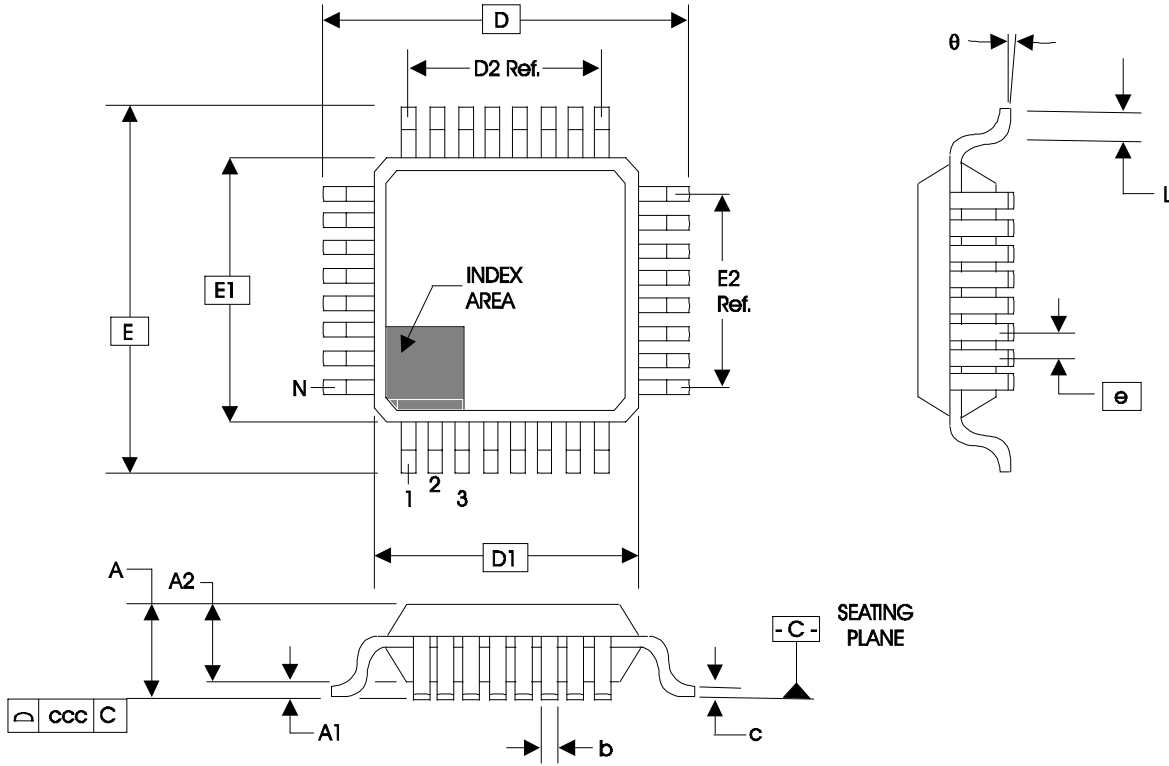 D
D2 Ref.
θ
L
E1
INDEX
AREA
E2
Ref.
E
N
e
1
2
3
D1
A
A2
- C -
SEATING
PLANE
ccc C
A1
b
c